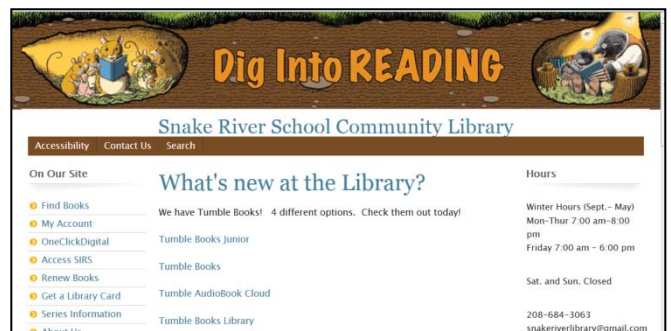 Dig Into READING
Snake River School Community Library
Accessibility Contact Us Search
On Our Site
Find Books
My Account
OneClickDigital
Access SIRS
Renew Books
Get a Library Card
Series Information
About Us
What's new at the Library?
We have Tumble Books! 4 different options. Check them out today!
Tumble Books Junior
Tumble Books
Tumble AudioBook Cloud
Tumble Books Library
Hours
Winter Hours (Sept.- May)
Mon-Thur 7:00 am-8:00
pm
Friday 7:00 am - 6:00 pm
Sat. and Sun. Closed
208-684-3063
snakeriverlibrary@gmail.com